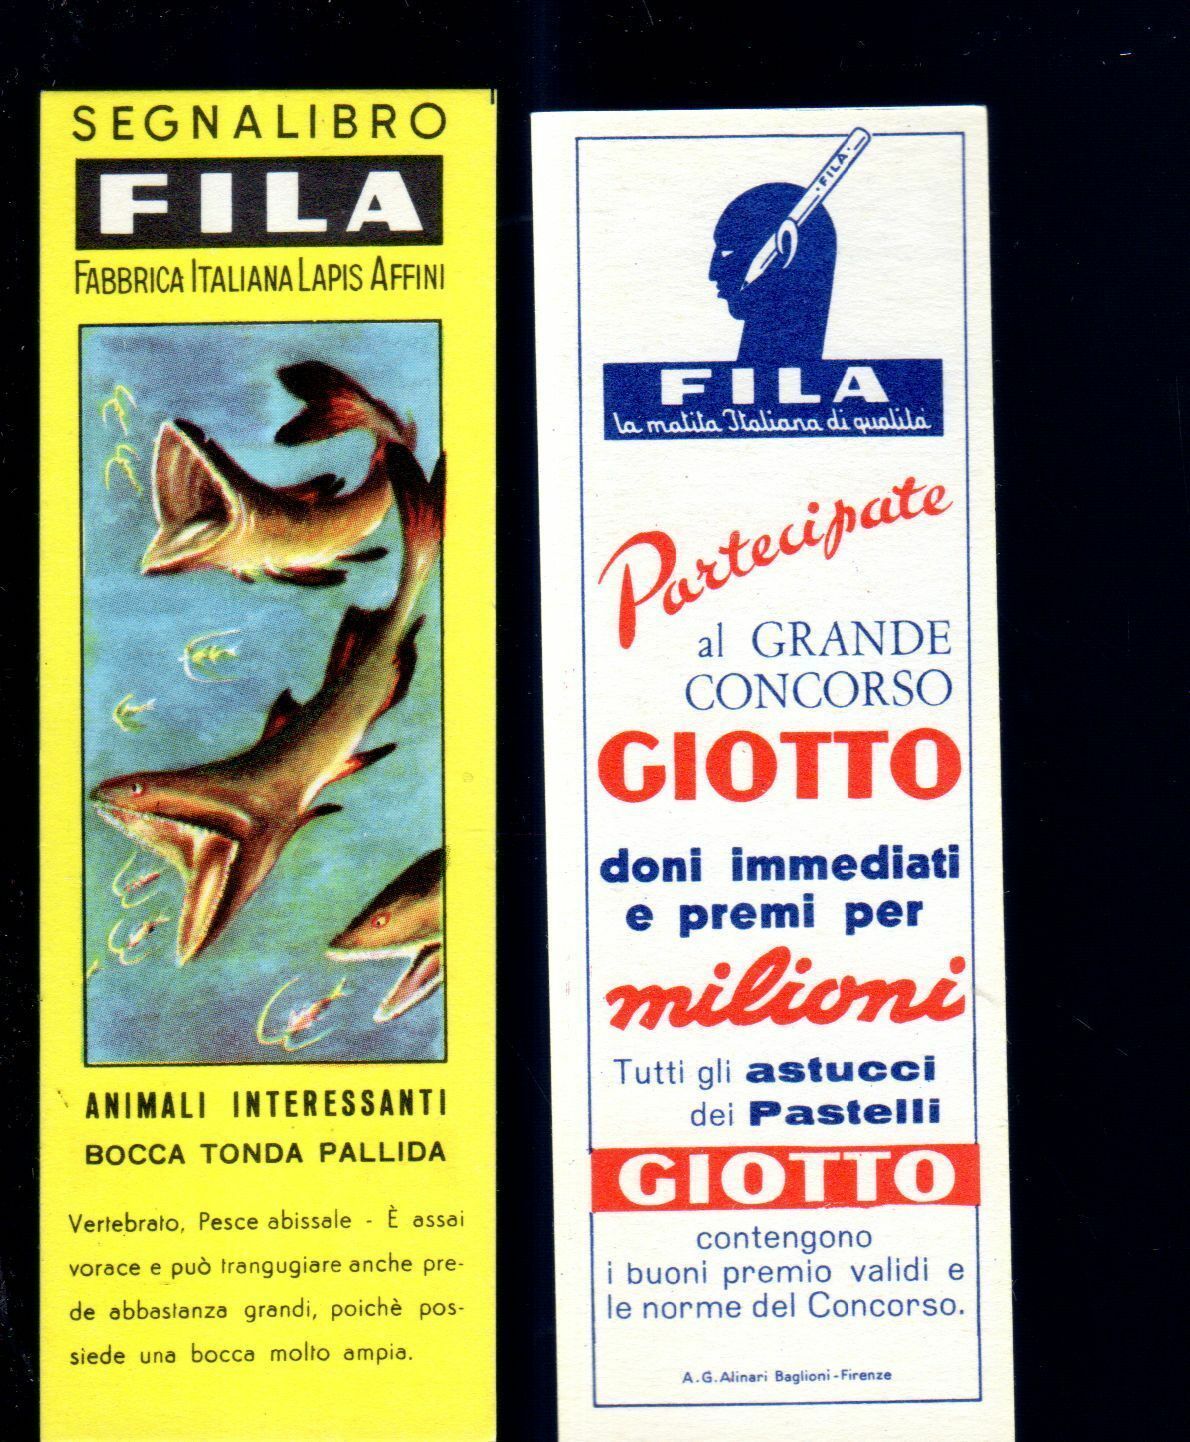 SEGNALIBRO
FILA
FABBRICA ITALIANA LAPIS AFFINI
ANIMALI INTERESSANTI
BOCCA TONDA PALLIDA
Vertebrato, Pesce abissale - È assai
vorace e può trangugiare anche pre-
de abbastanza grandi, poichè pos-
siede una bocca molto ampia.
·FILA·
FILA
la matita Italiana di qualità
Partecipate
al GRANDE
CONCORSO
GIOTTO
doni immediati
e premi per
milioni
Tutti gli astucci
dei Pastelli
GIOTTO
contengono
i buoni premio validi e
le norme del Concorso.
A.G.Alinari Baglioni-Firenze